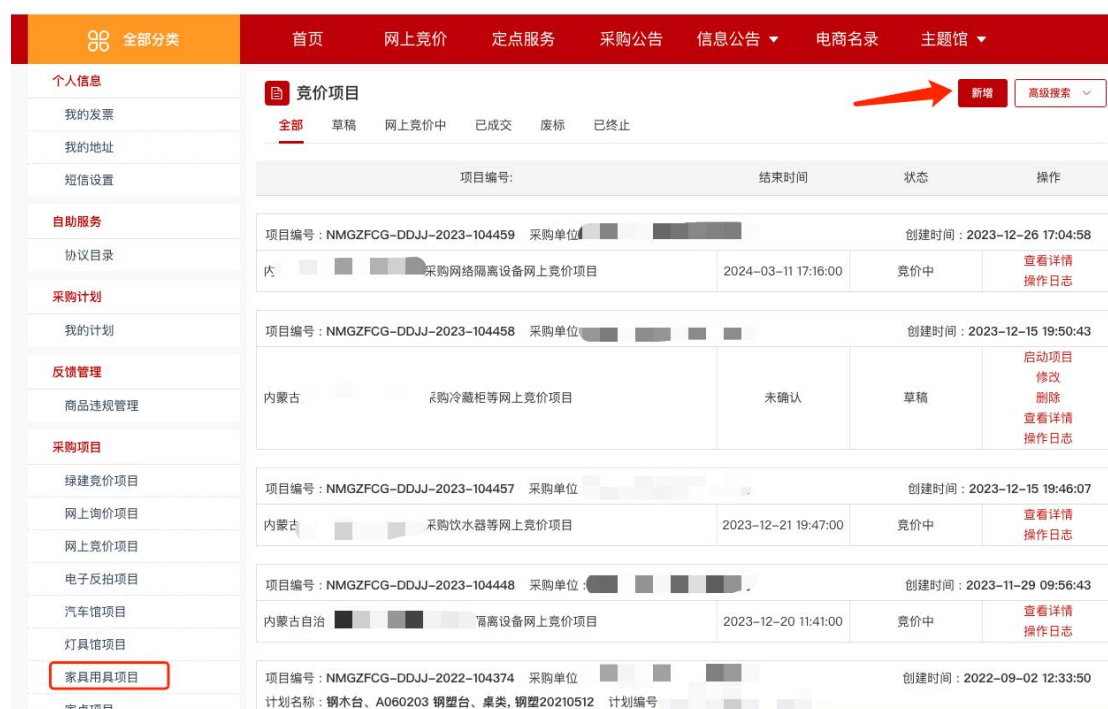 全部分类 首页 网上竞价 定点服务 采购公告 信息公告 电商名录 主题馆
个人信息
我的发票
我的地址
短信设置
自助服务
协议目录
采购计划
我的计划
反馈管理
商品违规管理
采购项目
绿建竞价项目
网上询价项目
网上竞价项目
电子反拍项目
汽车馆项目
灯具馆项目
家具用具项目
定点项目
竞价项目 新增 高级搜索
全部 草稿 网上竞价中 已成交 废标 已终止
项目编号: 结束时间 状态 操作
项目编号：NMGZFCG-DDJJ-2023-104459 采购单位 创建时间：2023-12-26 17:04:58
采购网络隔离设备网上竞价项目 2024-03-11 17:16:00 竞价中 查看详情
操作日志
项目编号：NMGZFCG-DDJJ-2023-104458 采购单位 创建时间：2023-12-15 19:50:43
内蒙古 采购冷藏柜等网上竞价项目 未确认 草稿 启动项目
修改
删除
查看详情
操作日志
项目编号：NMGZFCG-DDJJ-2023-104457 采购单位 创建时间：2023-12-15 19:46:07
内蒙古 采购饮水器等网上竞价项目 2023-12-21 19:47:00 竞价中 查看详情
操作日志
项目编号：NMGZFCG-DDJJ-2023-104448 采购单位： 创建时间：2023-11-29 09:56:43
内蒙古自治 隔离设备网上竞价项目 2023-12-20 11:41:00 竞价中 查看详情
操作日志
项目编号：NMGZFCG-DDJJ-2022-104374 采购单位 创建时间：2022-09-02 12:33:50
计划名称：钢木台、A060203 钢塑台、桌类, 钢塑20210512 计划编号